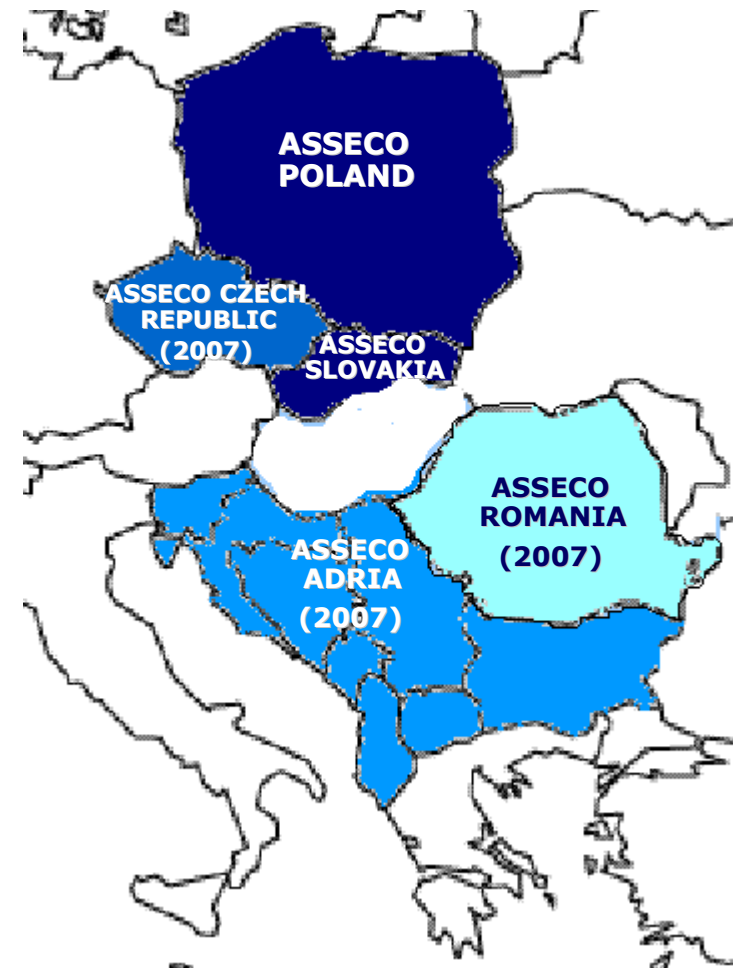 ASSECO
POLAND
ASSECO CZECH
REPUBLIC
(2007)
ASSECO
SLOVAKIA
ASSECO
ROMANIA
(2007)
ASSECO
ADRIA
(2007)